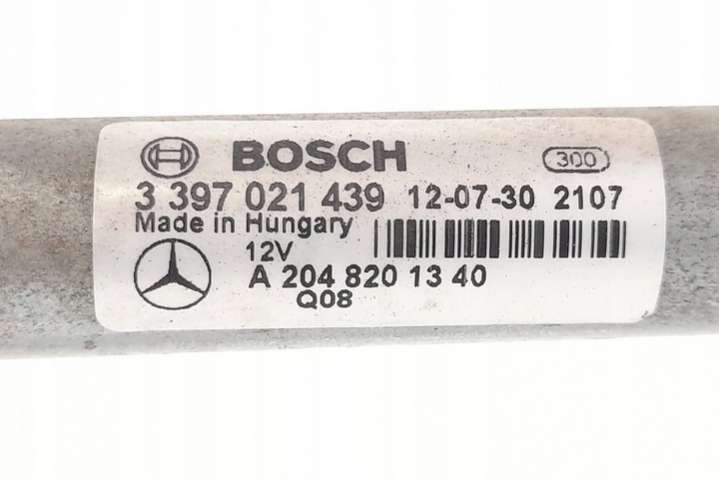 BOSCH 300
3 397 021 439 12-07-30 2107
Made in Hungary
12V
A 204 820 13 40
Q08